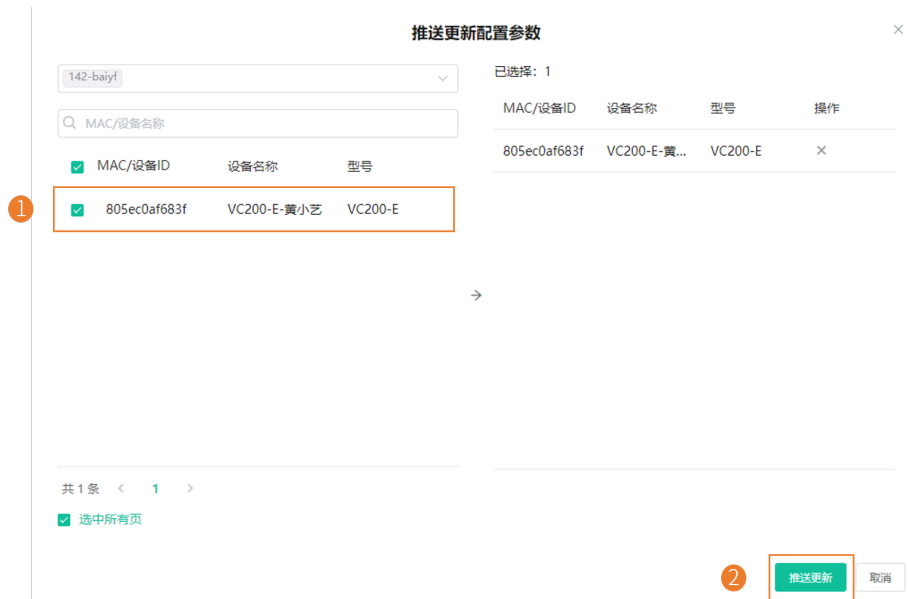 推送更新配置参数
142-baiyf
MAC/设备名称
MAC/设备ID 设备名称 型号
1
805ec0af683f VC200-E-黄小艺 VC200-E
共 1 条 1
选中所有页
已选择：1
MAC/设备ID 设备名称 型号 操作
805ec0af683f VC200-E-黄... VC200-E
2
推送更新 取消